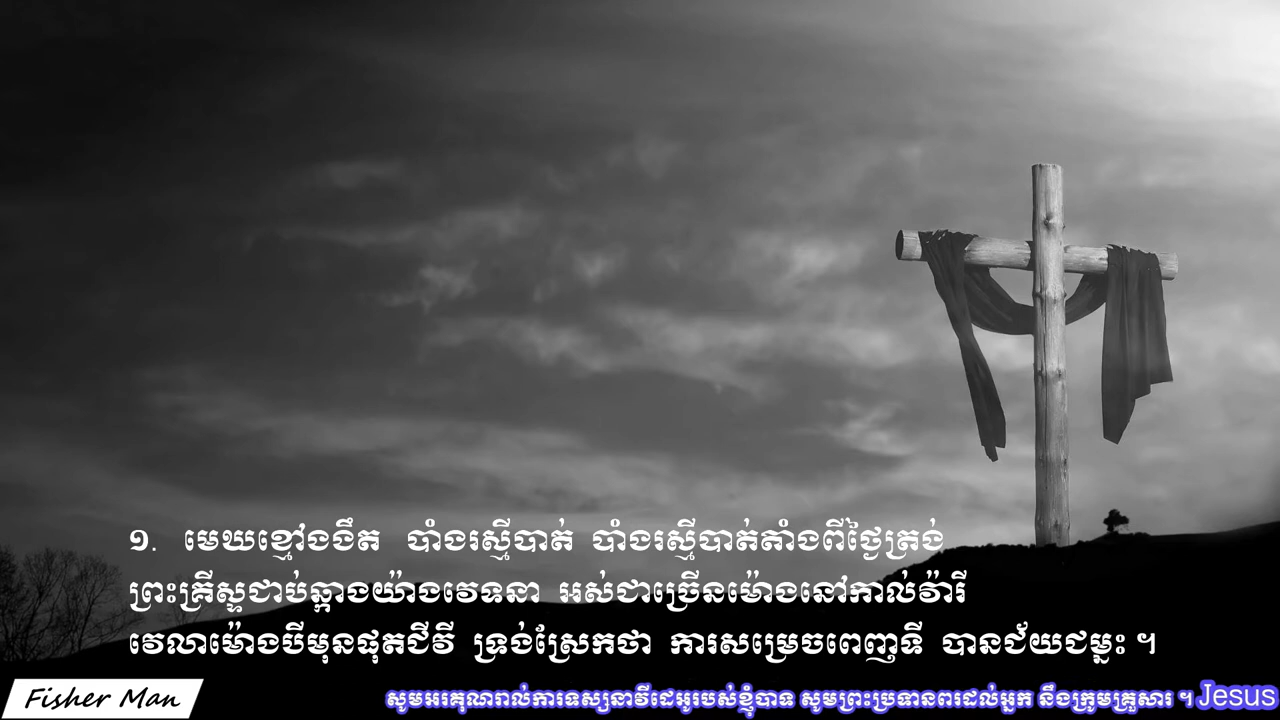 ១. មេឃខ្មៅងងឹត បាំងរស្មីបាត់ បាំងរស្មីបាត់តាំងពីថ្ងៃត្រង់
ព្រះគ្រីស្ទជាប់ឆ្កាងយ៉ាងវេទនា អស់ជាច្រើនម៉ោងនៅកាល់វ៉ារី
វេលាម៉ោងបីមុនផុតជីវី ទ្រង់ស្រែកថា ការសម្រេចពេញទី បានជ័យជម្នះ ។
Fisher Man
សូមអរគុណរាល់ការទស្សនាវីដេអូរបស់ខ្ញុំបាទ សូមព្រះប្រទានពរដល់អ្នក នឹងក្រុមគ្រួសារ ។ Jesus